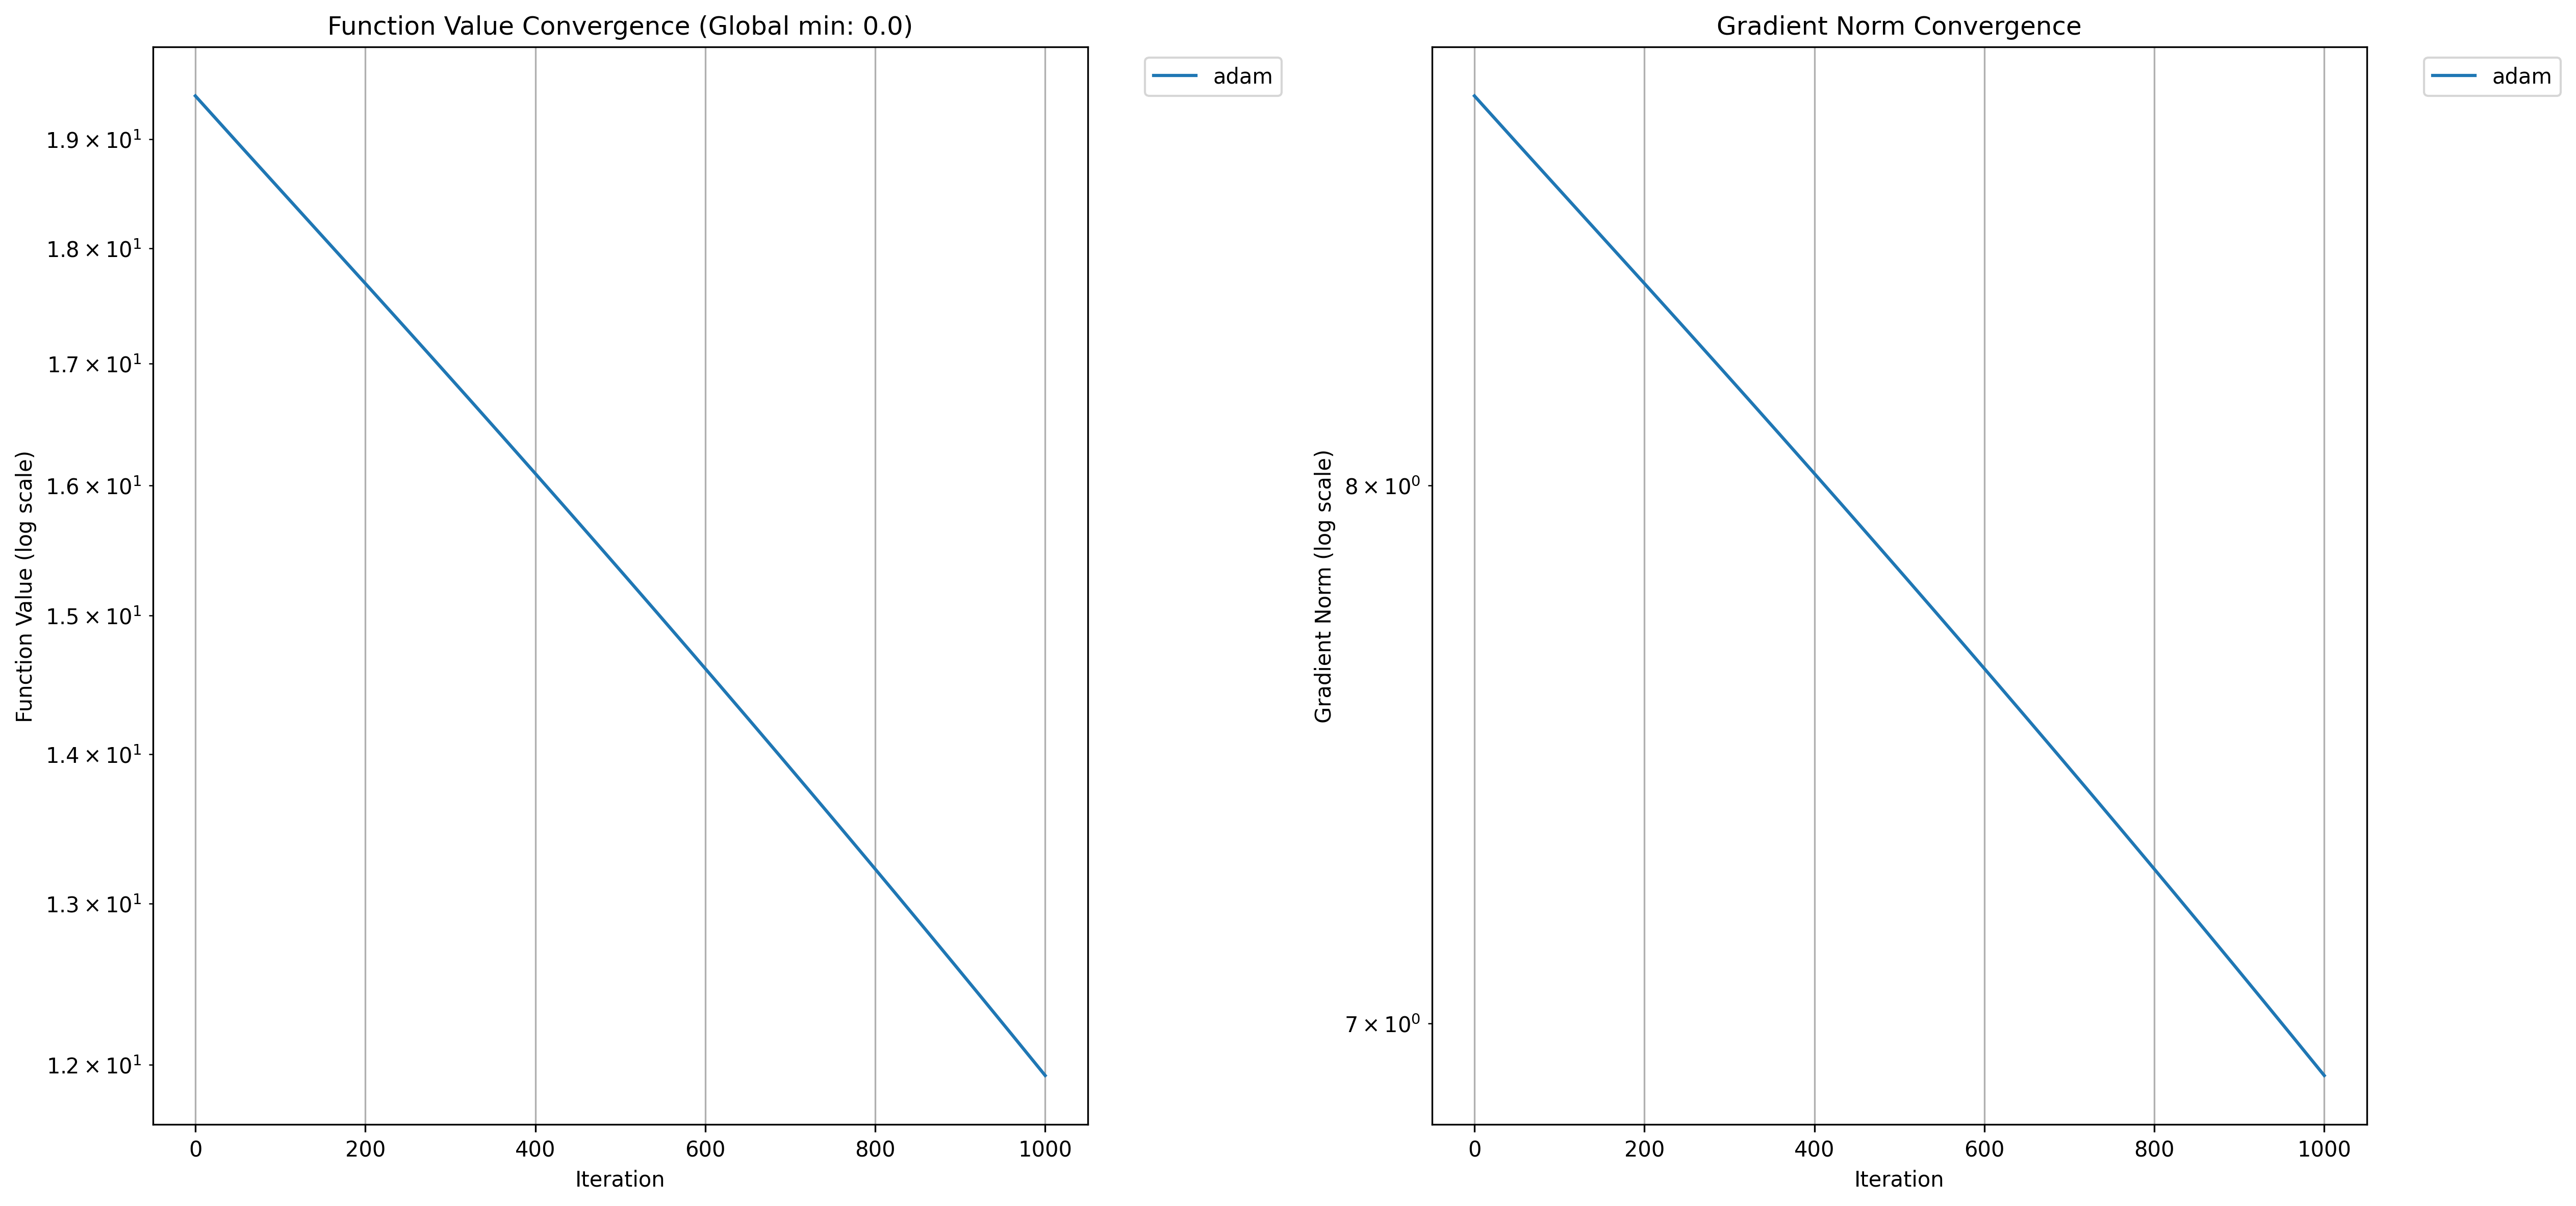 Function Value Convergence (Global min: 0.0)
adam
1.9 × 10¹
1.8 × 10¹
1.7 × 10¹
1.6 × 10¹
1.5 × 10¹
1.4 × 10¹
1.3 × 10¹
1.2 × 10¹
Function Value (log scale)
0 200 400 600 800 1000
Iteration
Gradient Norm Convergence
adam
8 × 10⁰
7 × 10⁰
Gradient Norm (log scale)
0 200 400 600 800 1000
Iteration